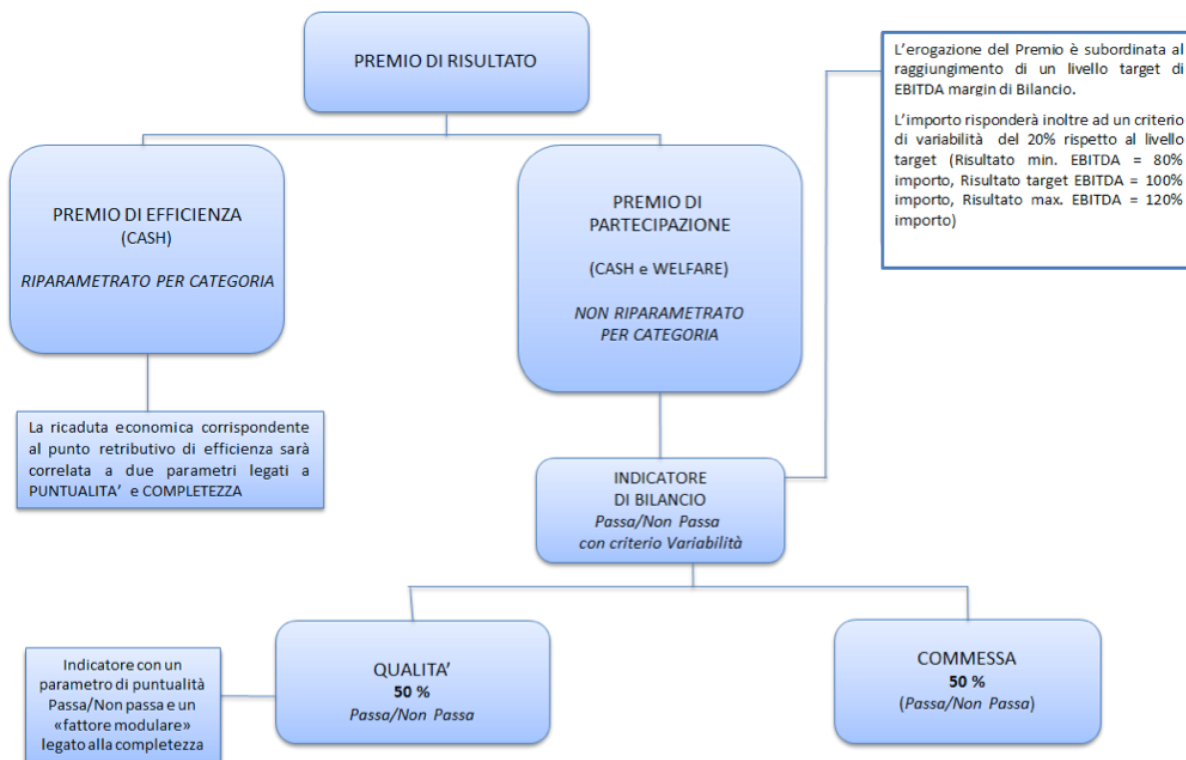 PREMIO DI RISULTATO
L'erogazione del Premio è subordinata al
raggiungimento di un livello target di
EBITDA margin di Bilancio.
L'importo risponderà inoltre ad un criterio
di variabilità del 20% rispetto al livello
target (Risultato min. EBITDA = 80%
importo, Risultato target EBITDA = 100%
importo, Risultato max. EBITDA = 120%
importo)
PREMIO DI EFFICIENZA
(CASH)
RIPARAMETRATO PER CATEGORIA
PREMIO DI
PARTECIPAZIONE
(CASH e WELFARE)
NON RIPARAMETRATO
PER CATEGORIA
La ricaduta economica corrispondente
al punto retributivo di efficienza sarà
correlata a due parametri legati a
PUNTUALITA' e COMPLETEZZA
INDICATORE
DI BILANCIO
Passa/Non Passa
con criterio Variabilità
Indicatore con un
parametro di puntualità
Passa/Non passa e un
«fattore modulare»
legato alla completezza
QUALITA'
50 %
Passa/Non Passa
COMMESSA
50 %
(Passa/Non Passa)